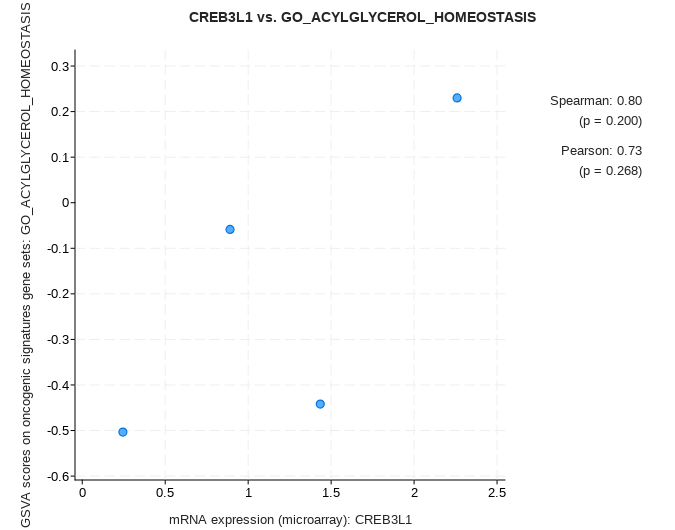 CREB3L1 vs. GO_ACYLGLYCEROL_HOMEOSTASIS
GSVA scores on oncogenic signatures gene sets: GO_ACYLGLYCEROL_HOMEOSTASIS
0.3
0.2
0.1
0
-0.1
-0.2
-0.3
-0.4
-0.5
-0.6
0
0.5
1
1.5
2
2.5
mRNA expression (microarray): CREB3L1
Spearman: 0.80
(p = 0.200)
Pearson: 0.73
(p = 0.268)